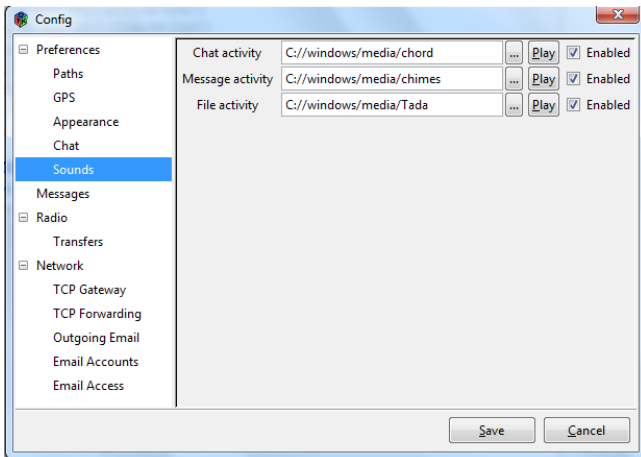 Config
Preferences
Paths
GPS
Appearance
Chat
Sounds
Messages
Radio
Transfers
Network
TCP Gateway
TCP Forwarding
Outgoing Email
Email Accounts
Email Access
Chat activity C://windows/media/chord ... Play Enabled
Message activity C://windows/media/chimes ... Play Enabled
File activity C://windows/media/Tada ... Play Enabled
Save Cancel